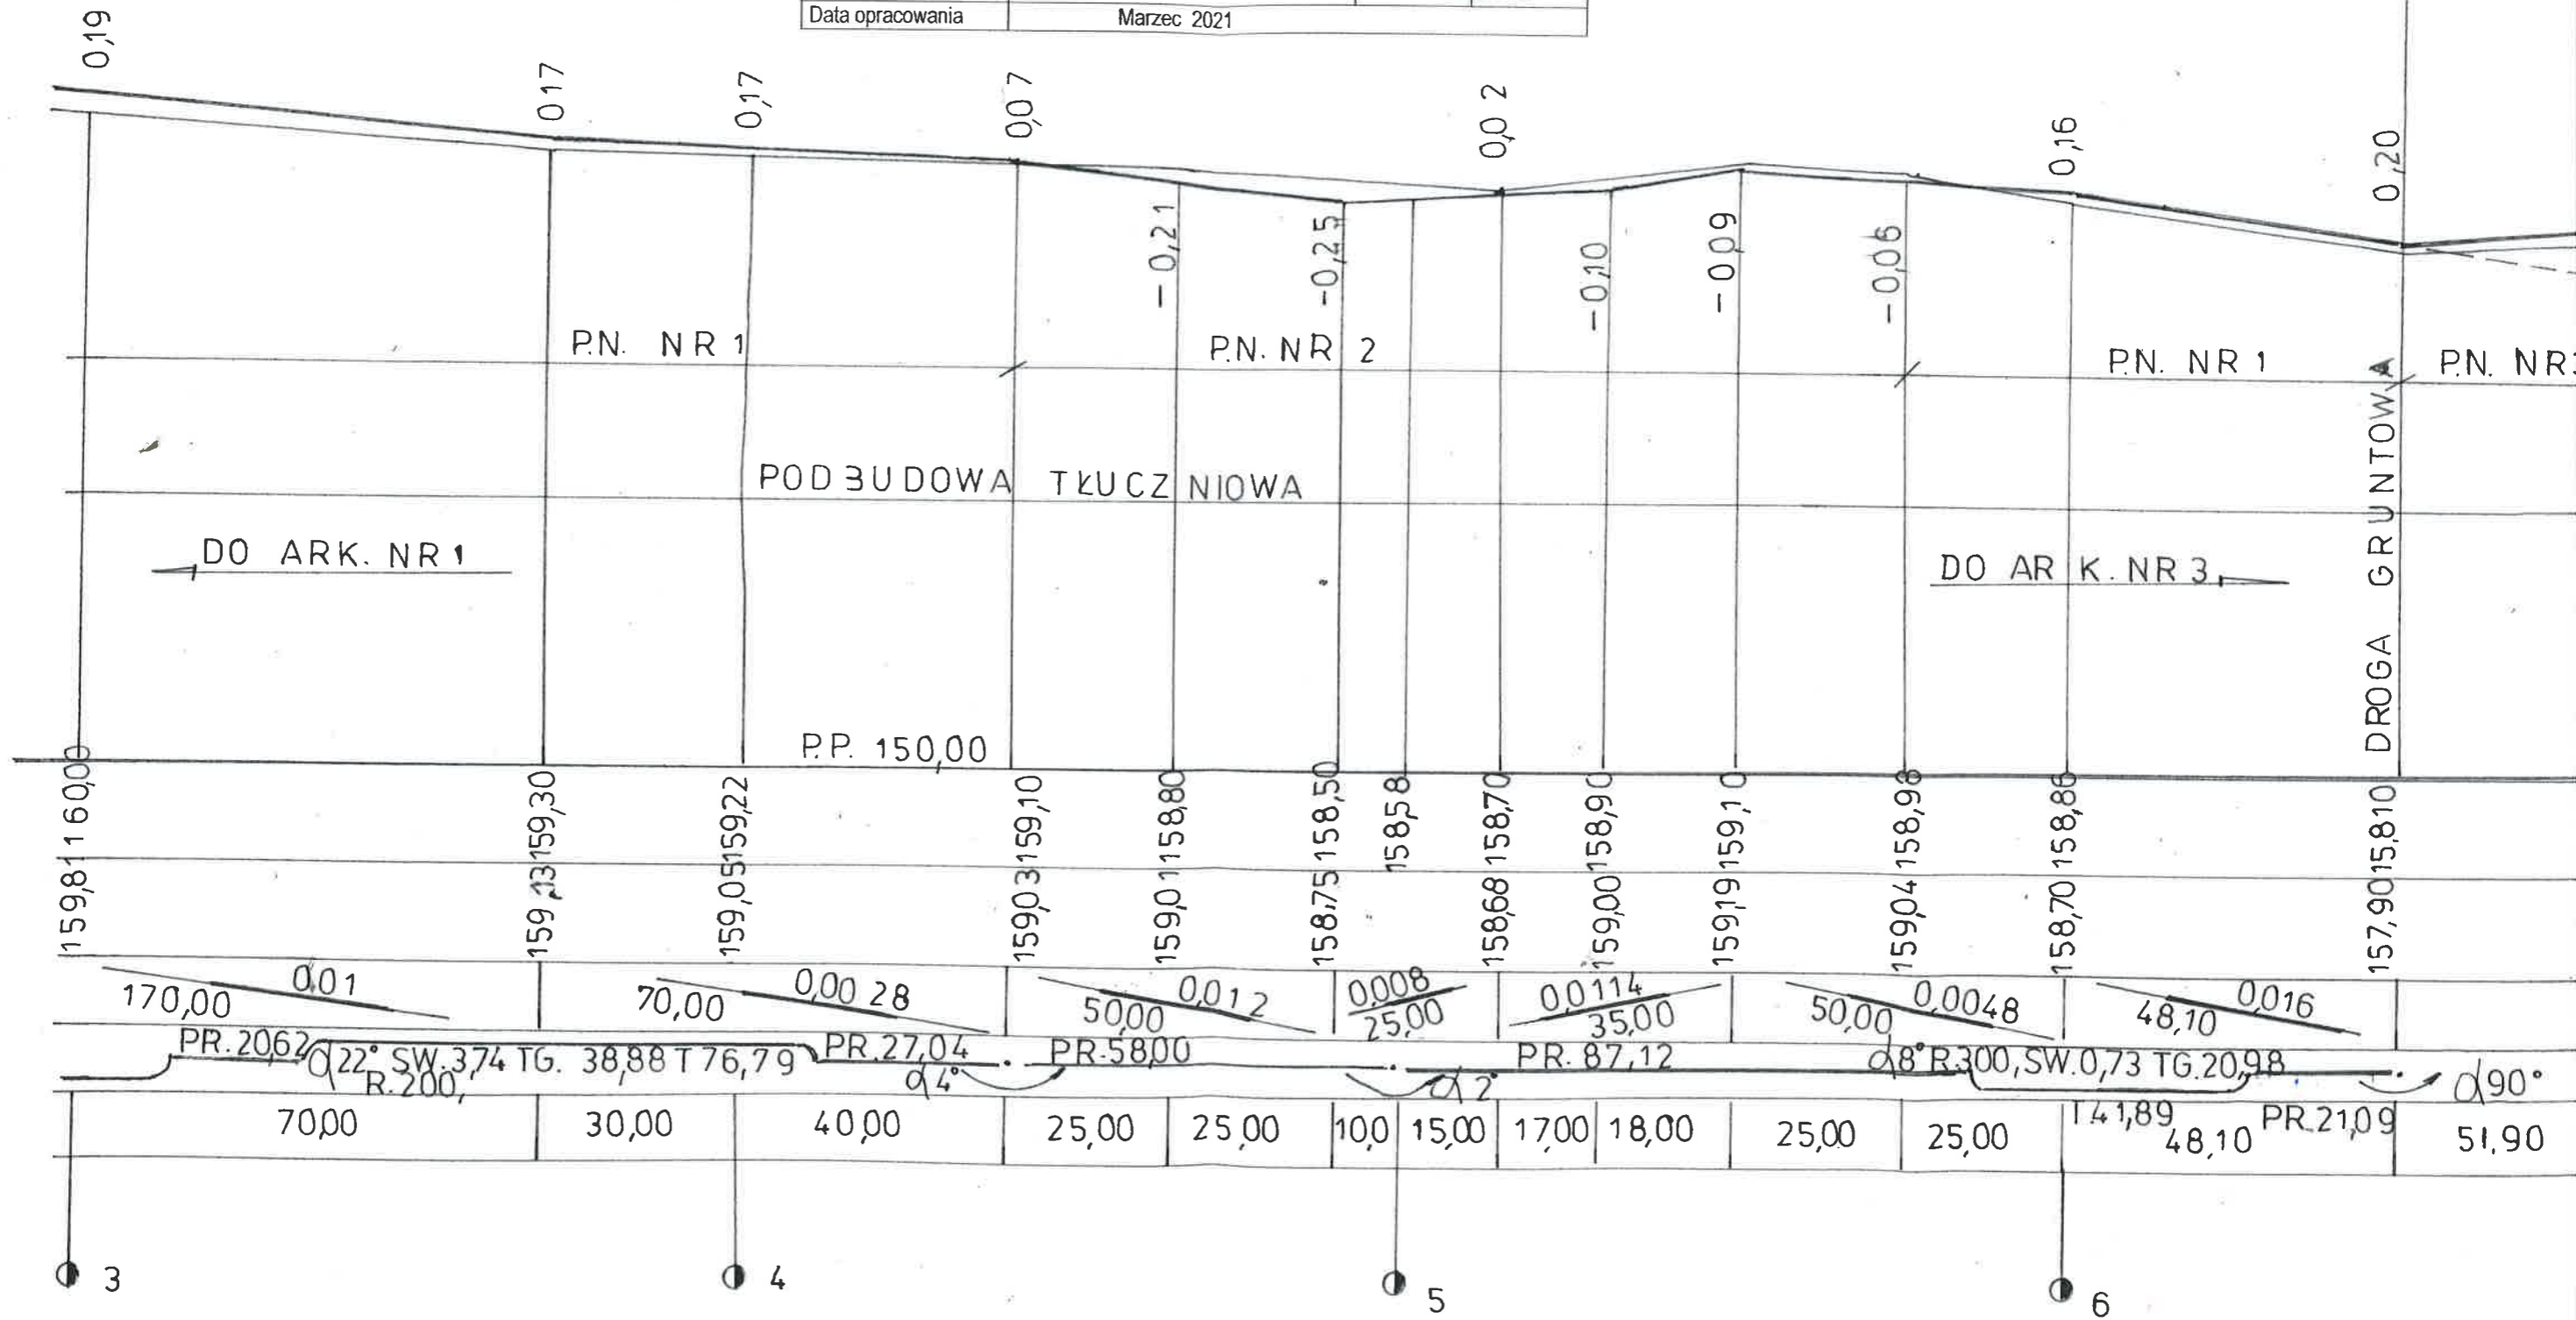 Data opracowania Marzec 2021
0,19 017 0,17 0,07 0,02 0,16 0,20
-0,21 -0,25 -0,10 -0,09 -0,06
P.N. NR 1 P.N. NR 2 P.N. NR 1 P.N. NR
PODBUDOWA TŁUCZNIOWA
DO ARK. NR 1 DO ARK. NR 3
DROGA GRUNTOWA
P.P. 150,00
160,00 159,30 159,22 159,10 158,80 158,50 158,58 158,70 158,90 159,10 158,98 158,86 15,810
159,81 159,13 159,05 159,03 159,01 158,75 158,68 159,00 159,19 159,04 158,70 157,90
0,01 0,0028 0,012 0,008 0,0114 0,0048 0,016
170,00 70,00 50,00 25,00 35,00 50,00 48,10
PR.20,62 α22° SW.3,74 TG. 38,88 T 76,79 PR.27,04 PR.58,00 PR. 87,12 α8° R.300, SW.0,73 TG.20,98
R.200, α4° α2° α90°
T.41,89 PR.21,09
70,00 30,00 40,00 25,00 25,00 10,0 15,00 17,00 18,00 25,00 25,00 48,10 51,90
3 4 5 6